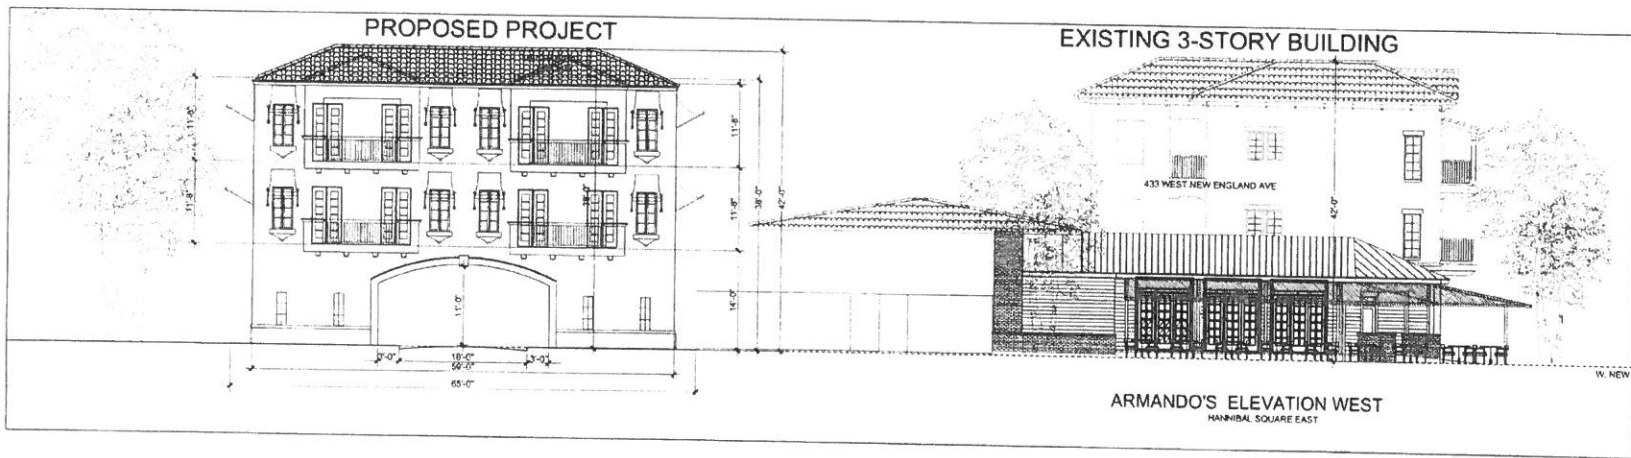 PROPOSED PROJECT
EXISTING 3-STORY BUILDING
11'-8"
11'-8"
11'-8"
11'-8"
38'-0"
38'-0"
42'-0"
14'-0"
11'-0"
3'-0"
18'-0"
3'-0"
59'-0"
65'-0"
433 WEST NEW ENGLAND AVE
42'-0"
W. NEW
ARMANDO'S ELEVATION WEST
HANNIBAL SQUARE EAST